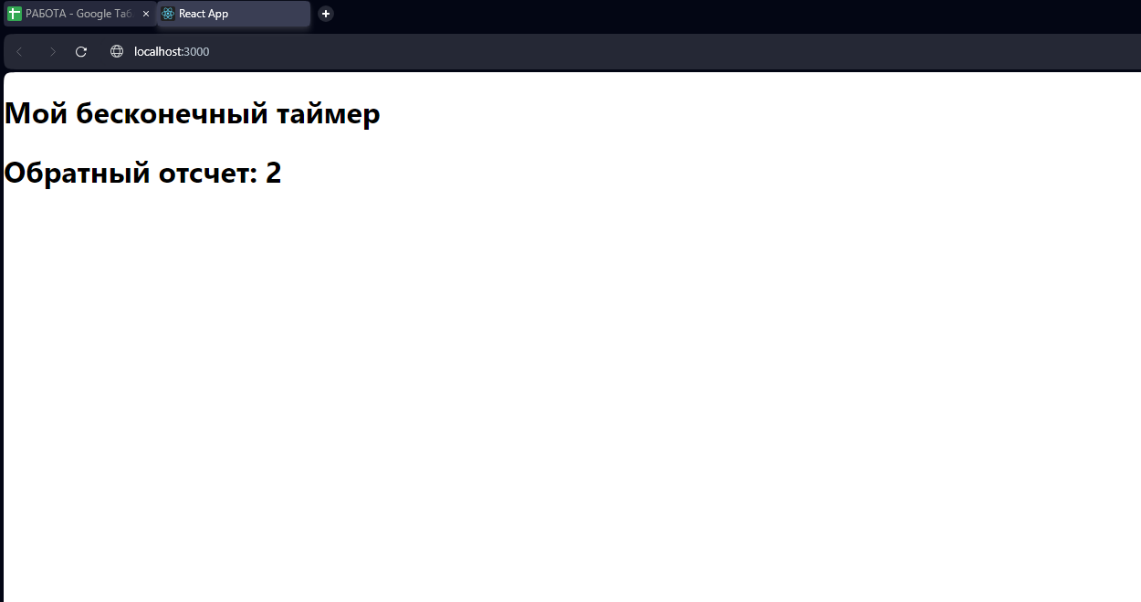 РАБОТА - Google Таб
React App
localhost:3000
Мой бесконечный таймер
Обратный отсчет: 2